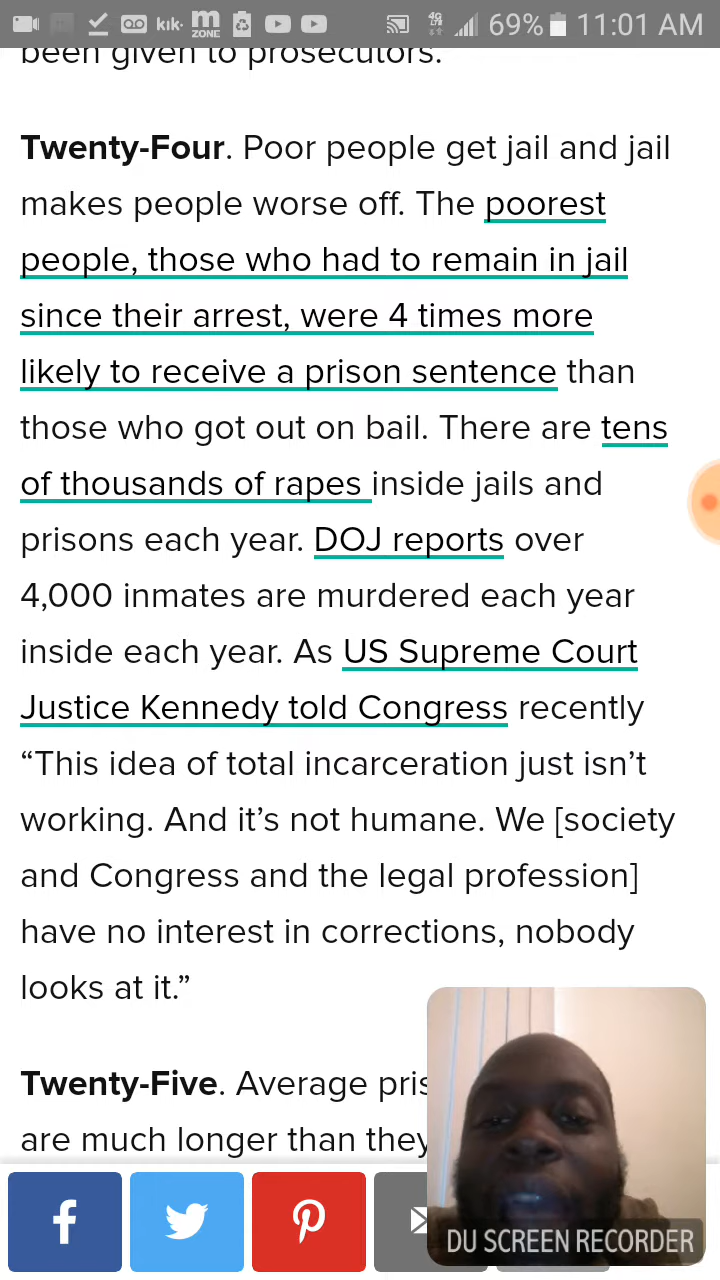 kik·
m
ZONE
4G
LTE
69%
11:01 AM
been given to prosecutors.
Twenty-Four. Poor people get jail and jail
makes people worse off. The poorest
people, those who had to remain in jail
since their arrest, were 4 times more
likely to receive a prison sentence than
those who got out on bail. There are tens
of thousands of rapes inside jails and
prisons each year. DOJ reports over
4,000 inmates are murdered each year
inside each year. As US Supreme Court
Justice Kennedy told Congress recently
“This idea of total incarceration just isn’t
working. And it’s not humane. We [society
and Congress and the legal profession]
have no interest in corrections, nobody
looks at it.”
Twenty-Five. Average pris
are much longer than they
f
DU SCREEN RECORDER